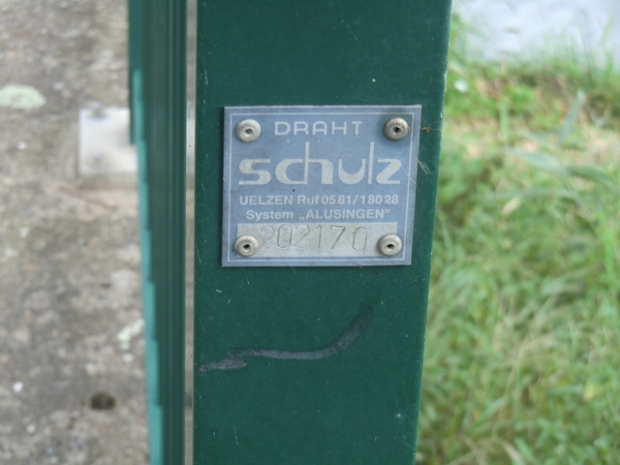 DRAHT
schulz
UELZEN Ruf 0581/18028
System „ALUSINGEN"
202170